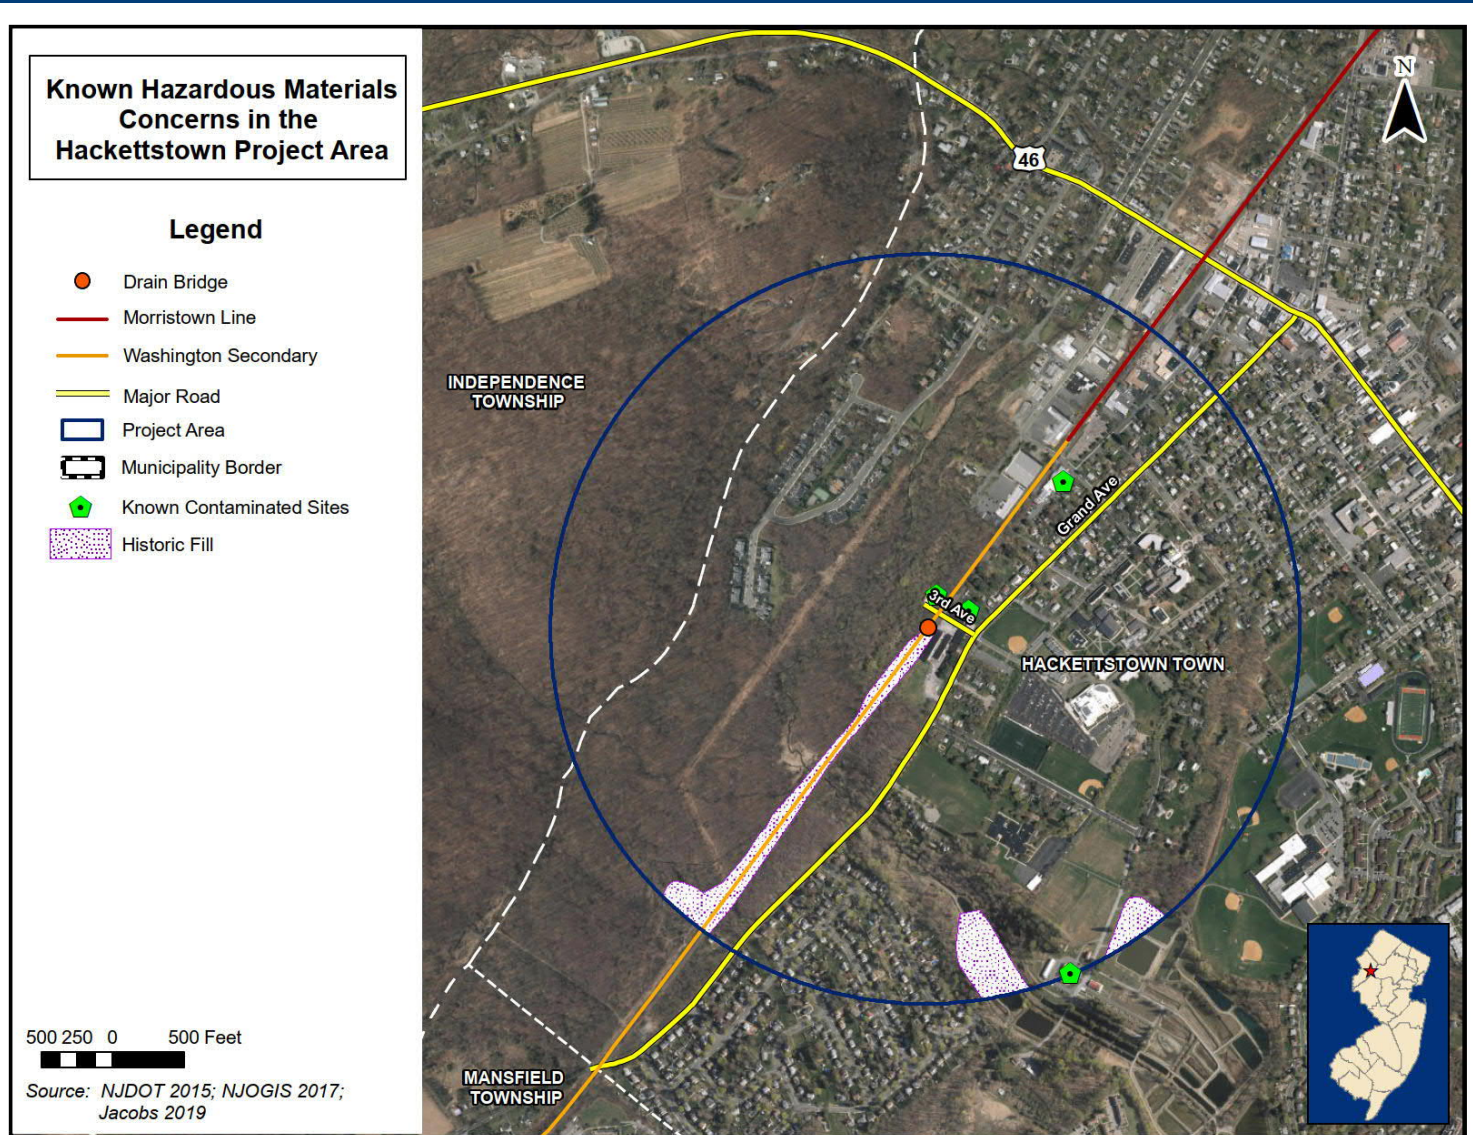 Known Hazardous Materials
Concerns in the
Hackettstown Project Area
Legend
Drain Bridge
Morristown Line
Washington Secondary
Major Road
Project Area
Municipality Border
Known Contaminated Sites
Historic Fill
500 250 0 500 Feet
Source: NJDOT 2015; NJOGIS 2017;
Jacobs 2019
N
46
INDEPENDENCE
TOWNSHIP
Grand Ave
3rd Ave
HACKETTSTOWN TOWN
MANSFIELD
TOWNSHIP